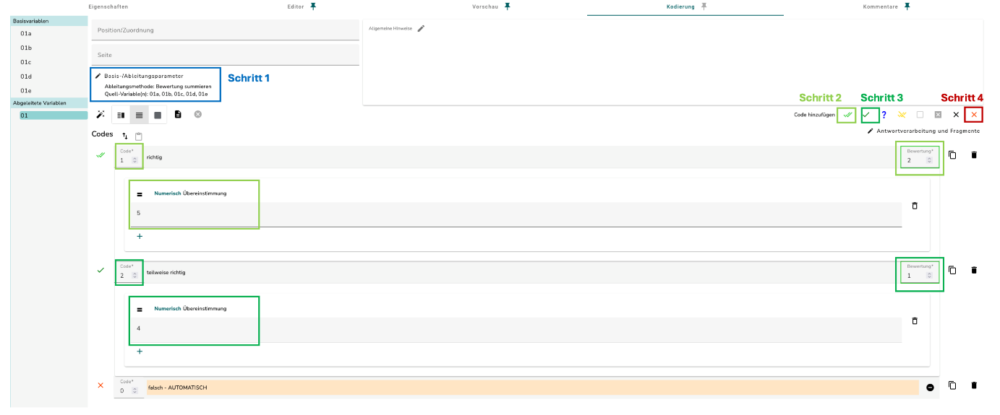 Eigenschaften
Editor
Vorschau
Kodierung
Kommentare
Basisvariablen
01a
01b
01c
01d
01e
Abgeleitete Variablen
01
Position/Zuordnung
Seite
Allgemeine Hinweise
Basis-/Ableitungsparameter
Ableitungsmethode: Bewertung summieren
Quell-Variable(n): 01a, 01b, 01c, 01d, 01e
Schritt 1
Schritt 2
Schritt 3
Schritt 4
Code hinzufügen
?
Antwortverarbeitung und Fragmente
Codes
Code*
1
richtig
Bewertung*
2
Numerisch Übereinstimmung
5
+
Code*
2
teilweise richtig
Bewertung*
1
Numerisch Übereinstimmung
4
+
Code*
0
falsch - AUTOMATISCH